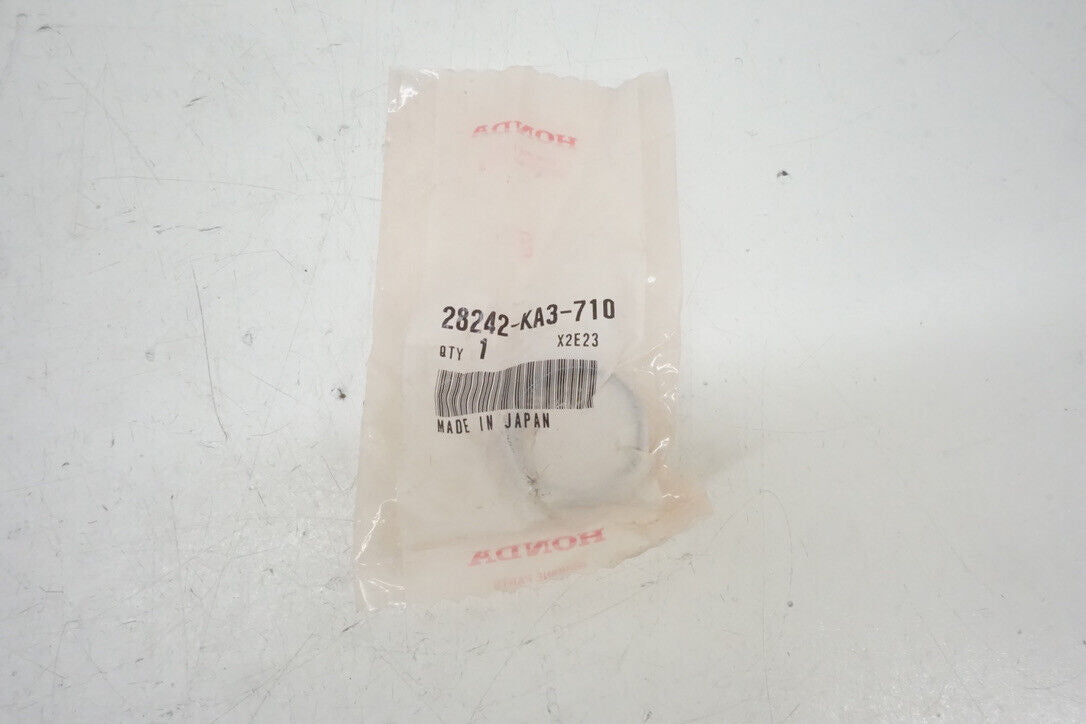 HONDA
28242-KA3-710
QTY 1 X2E23
MADE IN JAPAN
HONDA